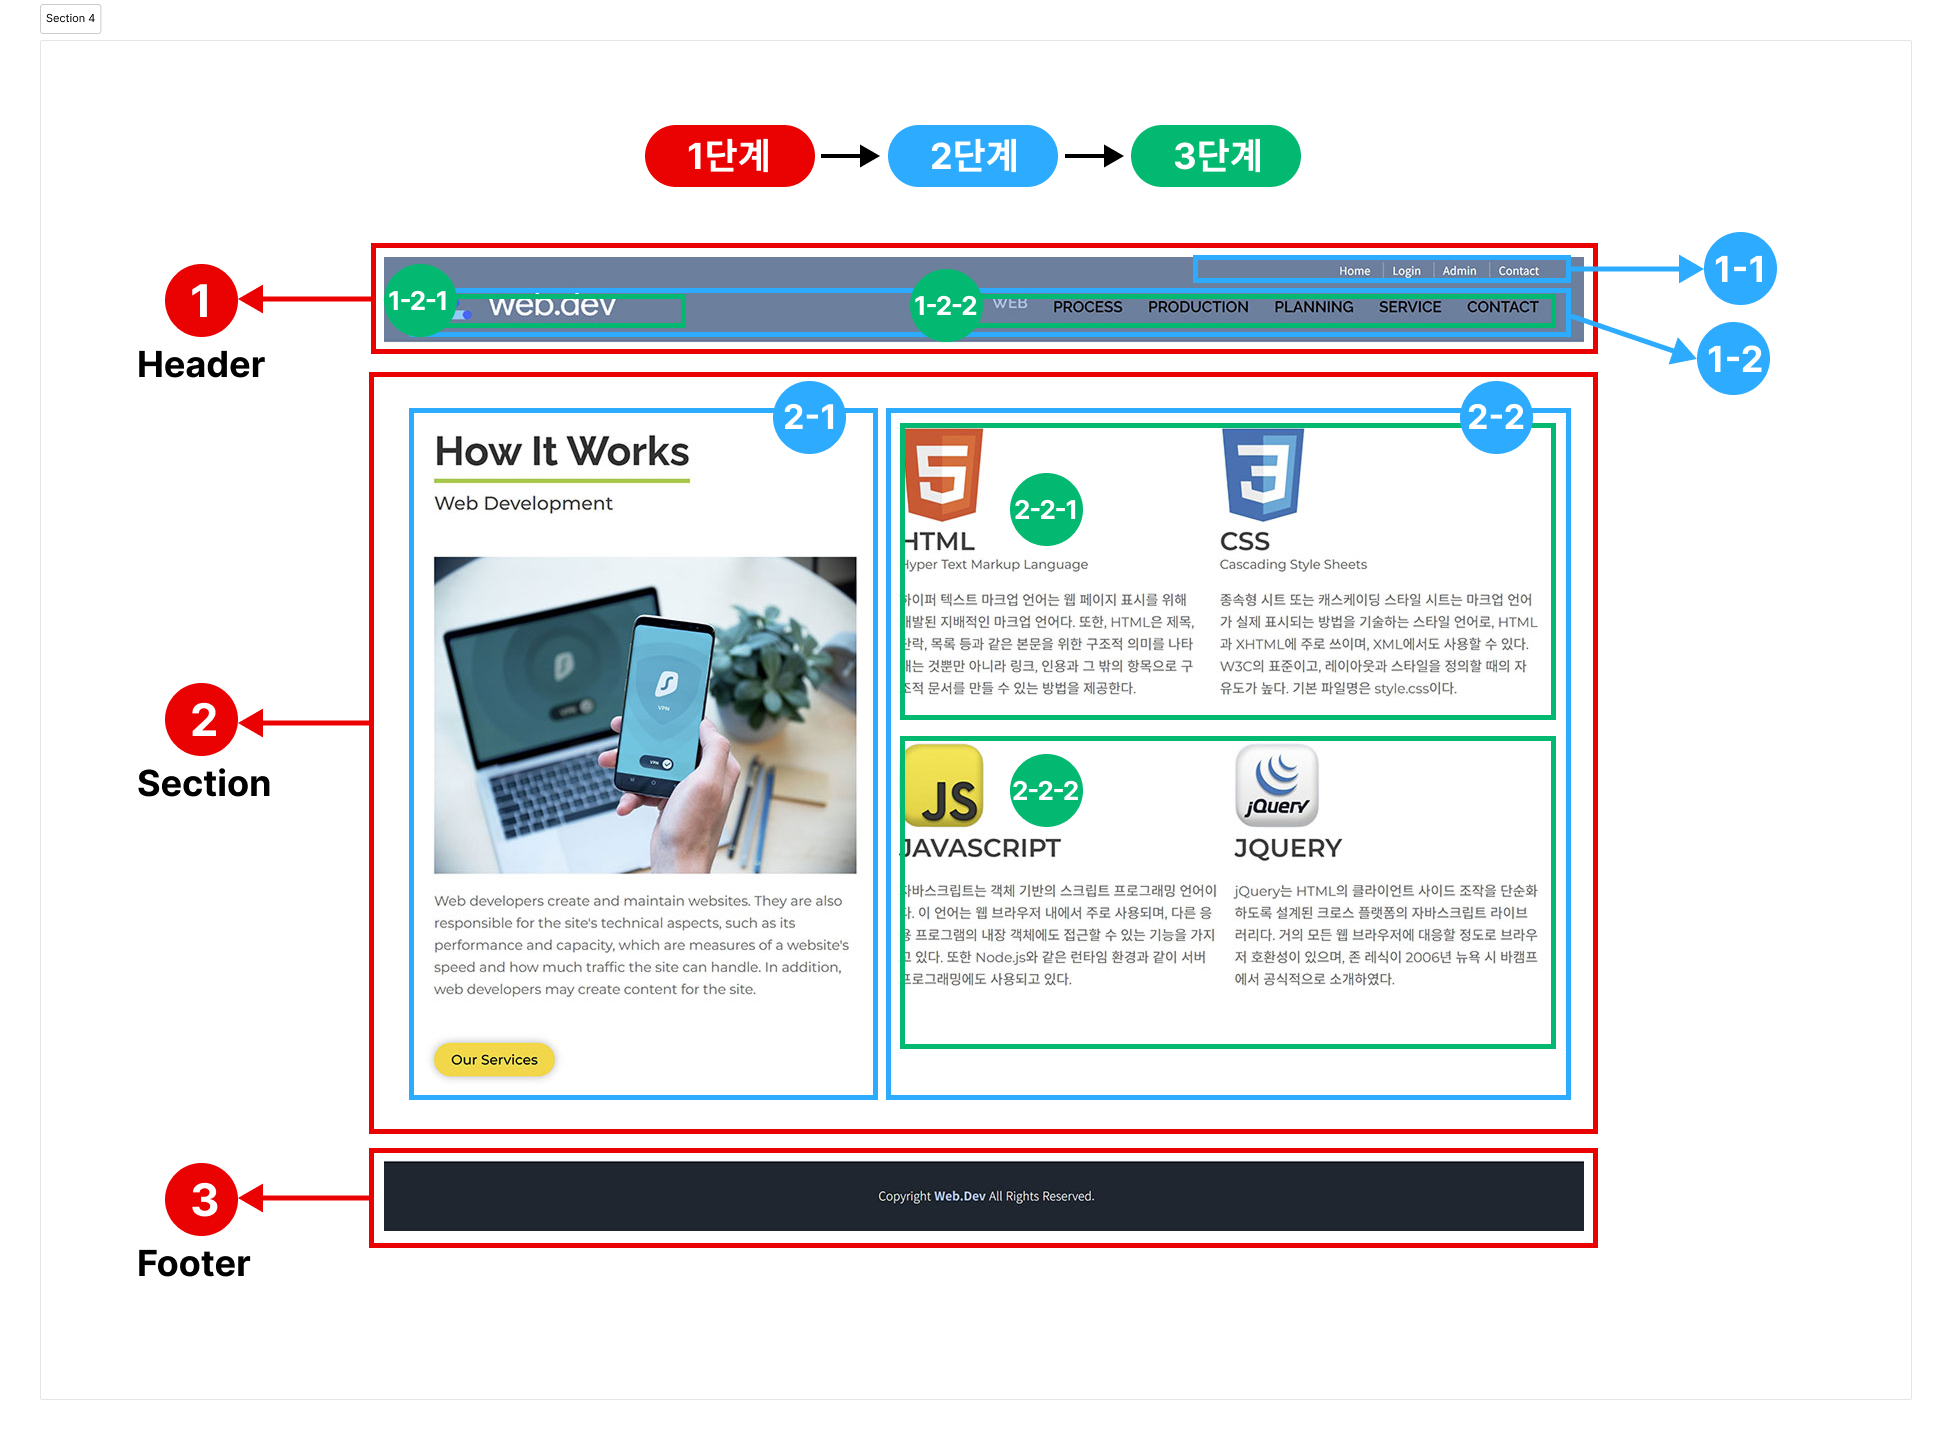 Section 4
1단계
2단계
3단계
1
Header
Home
Login
Admin
Contact
1-1
1-2-1
web.dev
1-2-2
WEB
PROCESS
PRODUCTION
PLANNING
SERVICE
CONTACT
1-2
2
Section
2-1
How It Works
Web Development
VPN
VPN
VPN
Web developers create and maintain websites. They are also
responsible for the site's technical aspects, such as its
performance and capacity, which are measures of a website's
speed and how much traffic the site can handle. In addition,
web developers may create content for the site.
Our Services
2-2
5
2-2-1
HTML
Hyper Text Markup Language
하이퍼 텍스트 마크업 언어는 웹 페이지 표시를 위해
개발된 지배적인 마크업 언어다. 또한, HTML은 제목,
단락, 목록 등과 같은 본문을 위한 구조적 의미를 나타
내는 것뿐만 아니라 링크, 인용과 그 밖의 항목으로 구
조적 문서를 만들 수 있는 방법을 제공한다.
3
CSS
Cascading Style Sheets
종속형 시트 또는 캐스케이딩 스타일 시트는 마크업 언어
가 실제 표시되는 방법을 기술하는 스타일 언어로, HTML
과 XHTML에 주로 쓰이며, XML에서도 사용할 수 있다.
W3C의 표준이고, 레이아웃과 스타일을 정의할 때의 자
유도가 높다. 기본 파일명은 style.css이다.
JS
2-2-2
JAVASCRIPT
자바스크립트는 객체 기반의 스크립트 프로그래밍 언어이
다. 이 언어는 웹 브라우저 내에서 주로 사용되며, 다른 응
용 프로그램의 내장 객체에도 접근할 수 있는 기능을 가지
고 있다. 또한 Node.js와 같은 런타임 환경과 같이 서버
프로그래밍에도 사용되고 있다.
jQuery
JQUERY
jQuery는 HTML의 클라이언트 사이드 조작을 단순화
하도록 설계된 크로스 플랫폼의 자바스크립트 라이브
러리다. 거의 모든 웹 브라우저에 대응할 정도로 브라우
저 호환성이 있으며, 존 레식이 2006년 뉴욕 시 바캠프
에서 공식적으로 소개하였다.
3
Footer
Copyright Web.Dev All Rights Reserved.